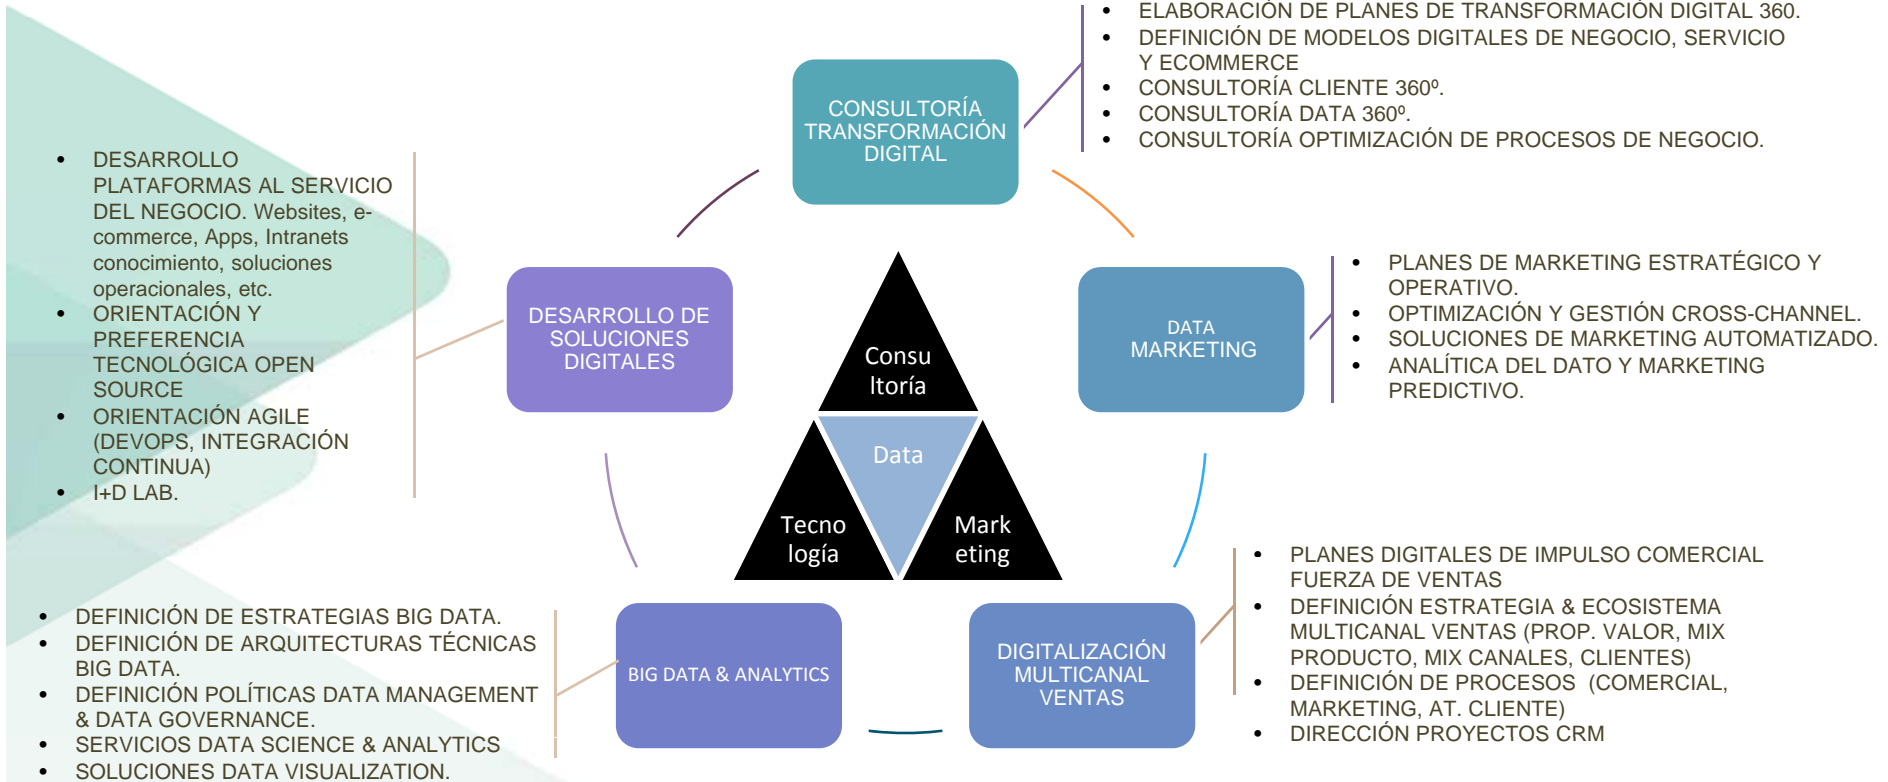 • ELABORACIÓN DE PLANES DE TRANSFORMACIÓN DIGITAL 360.
• DEFINICIÓN DE MODELOS DIGITALES DE NEGOCIO, SERVICIO
Y ECOMMERCE
• CONSULTORÍA CLIENTE 360º.
• CONSULTORÍA DATA 360º.
• CONSULTORÍA OPTIMIZACIÓN DE PROCESOS DE NEGOCIO.
CONSULTORÍA
TRANSFORMACIÓN
DIGITAL
• DESARROLLO
PLATAFORMAS AL SERVICIO
DEL NEGOCIO. Websites, e-
commerce, Apps, Intranets
conocimiento, soluciones
operacionales, etc.
• ORIENTACIÓN Y
PREFERENCIA
TECNOLÓGICA OPEN
SOURCE
• ORIENTACIÓN AGILE
(DEVOPS, INTEGRACIÓN
CONTINUA)
• I+D LAB.
DESARROLLO DE
SOLUCIONES
DIGITALES
DATA
MARKETING
• PLANES DE MARKETING ESTRATÉGICO Y
OPERATIVO.
• OPTIMIZACIÓN Y GESTIÓN CROSS-CHANNEL.
• SOLUCIONES DE MARKETING AUTOMATIZADO.
• ANALÍTICA DEL DATO Y MARKETING
PREDICTIVO.
Consu
ltoría
Data
Tecno
logía
Mark
eting
• DEFINICIÓN DE ESTRATEGIAS BIG DATA.
• DEFINICIÓN DE ARQUITECTURAS TÉCNICAS
BIG DATA.
• DEFINICIÓN POLÍTICAS DATA MANAGEMENT
& DATA GOVERNANCE.
• SERVICIOS DATA SCIENCE & ANALYTICS
• SOLUCIONES DATA VISUALIZATION.
BIG DATA & ANALYTICS
DIGITALIZACIÓN
MULTICANAL
VENTAS
• PLANES DIGITALES DE IMPULSO COMERCIAL
FUERZA DE VENTAS
• DEFINICIÓN ESTRATEGIA & ECOSISTEMA
MULTICANAL VENTAS (PROP. VALOR, MIX
PRODUCTO, MIX CANALES, CLIENTES)
• DEFINICIÓN DE PROCESOS (COMERCIAL,
MARKETING, AT. CLIENTE)
• DIRECCIÓN PROYECTOS CRM